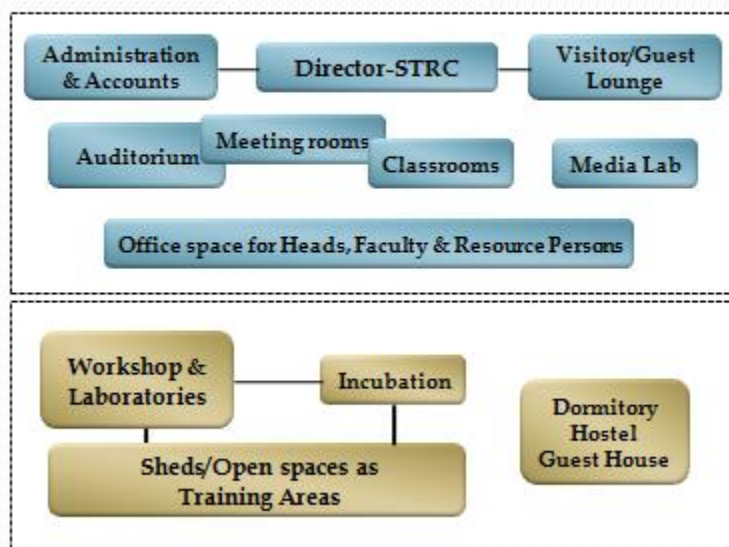 Administration
& Accounts
Director-STRC
Visitor/Guest
Lounge
Auditorium
Meeting rooms
Classrooms
Media Lab
Office space for Heads, Faculty & Resource Persons
Workshop &
Laboratories
Incubation
Dormitory
Hostel
Guest House
Sheds/Open spaces as
Training Areas